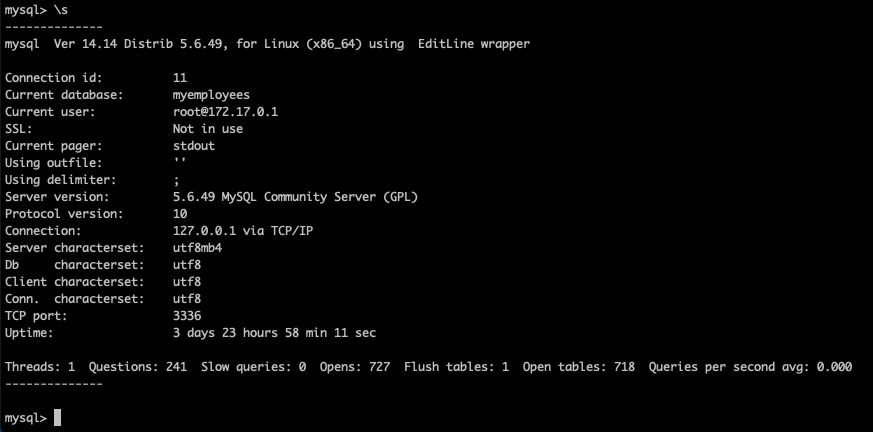 mysql> \s
--------------
mysql  Ver 14.14 Distrib 5.6.49, for Linux (x86_64) using  EditLine wrapper

Connection id:          11
Current database:       myemployees
Current user:           root@172.17.0.1
SSL:                    Not in use
Current pager:          stdout
Using outfile:          ''
Using delimiter:        ;
Server version:         5.6.49 MySQL Community Server (GPL)
Protocol version:       10
Connection:             127.0.0.1 via TCP/IP
Server characterset:    utf8mb4
Db     characterset:    utf8
Client characterset:    utf8
Conn.  characterset:    utf8
TCP port:               3336
Uptime:                 3 days 23 hours 58 min 11 sec

Threads: 1  Questions: 241  Slow queries: 0  Opens: 727  Flush tables: 1  Open tables: 718  Queries per second avg: 0.000
--------------

mysql>